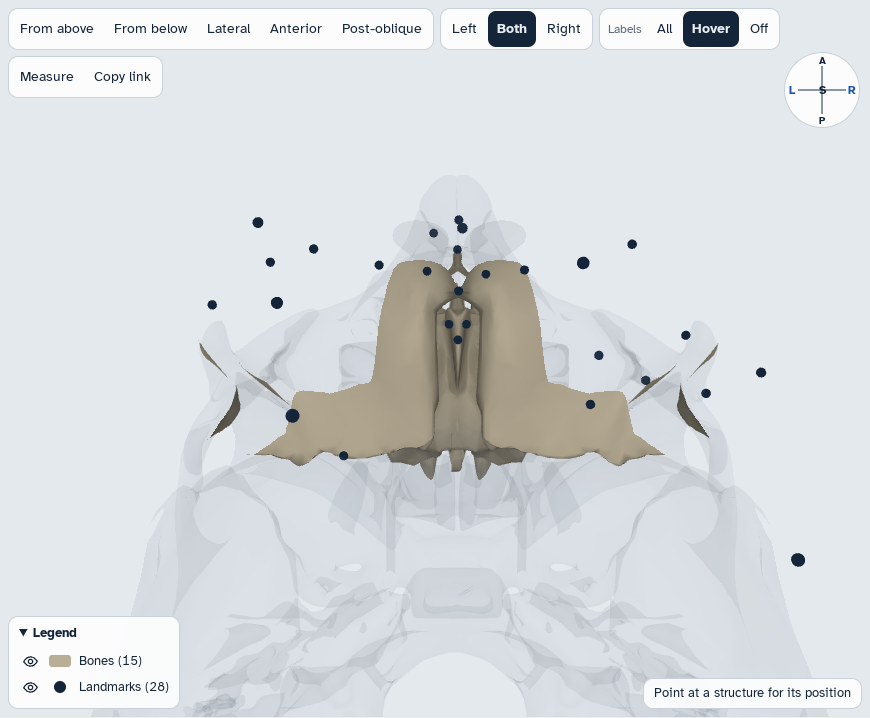 From above From below Lateral Anterior Post-oblique Left Both Right Labels All Hover Off
Measure Copy link
A
L S R
P
▼ Legend
Bones (15)
Landmarks (28)
Point at a structure for its position